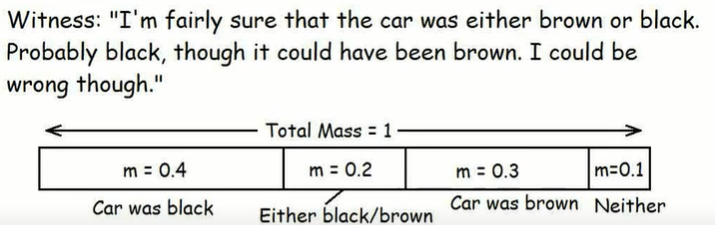 Witness: "I'm fairly sure that the car was either brown or black.
Probably black, though it could have been brown. I could be
wrong though."
Total Mass = 1
m = 0.4
m = 0.2
m = 0.3
m=0.1
Car was black
Either black/brown
Car was brown
Neither